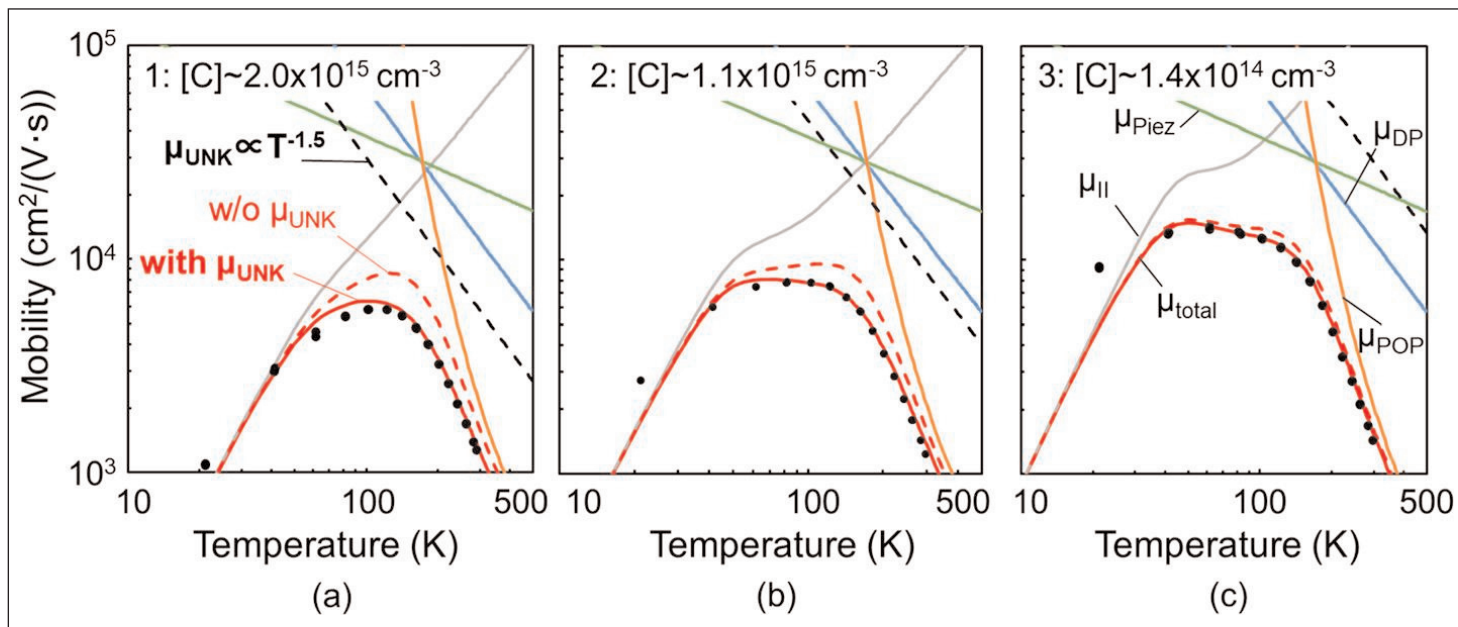 Mobility (cm²/(V·s))
10⁵
10⁴
10³
1: [C]~2.0x10¹⁵ cm⁻³
μUNK∝T⁻¹·⁵
w/o μUNK
with μUNK
10
100
500
Temperature (K)
(a)
2: [C]~1.1x10¹⁵ cm⁻³
10
100
500
Temperature (K)
(b)
3: [C]~1.4x10¹⁴ cm⁻³
μPiez
μDP
μII
μtotal
μPOP
10
100
500
Temperature (K)
(c)